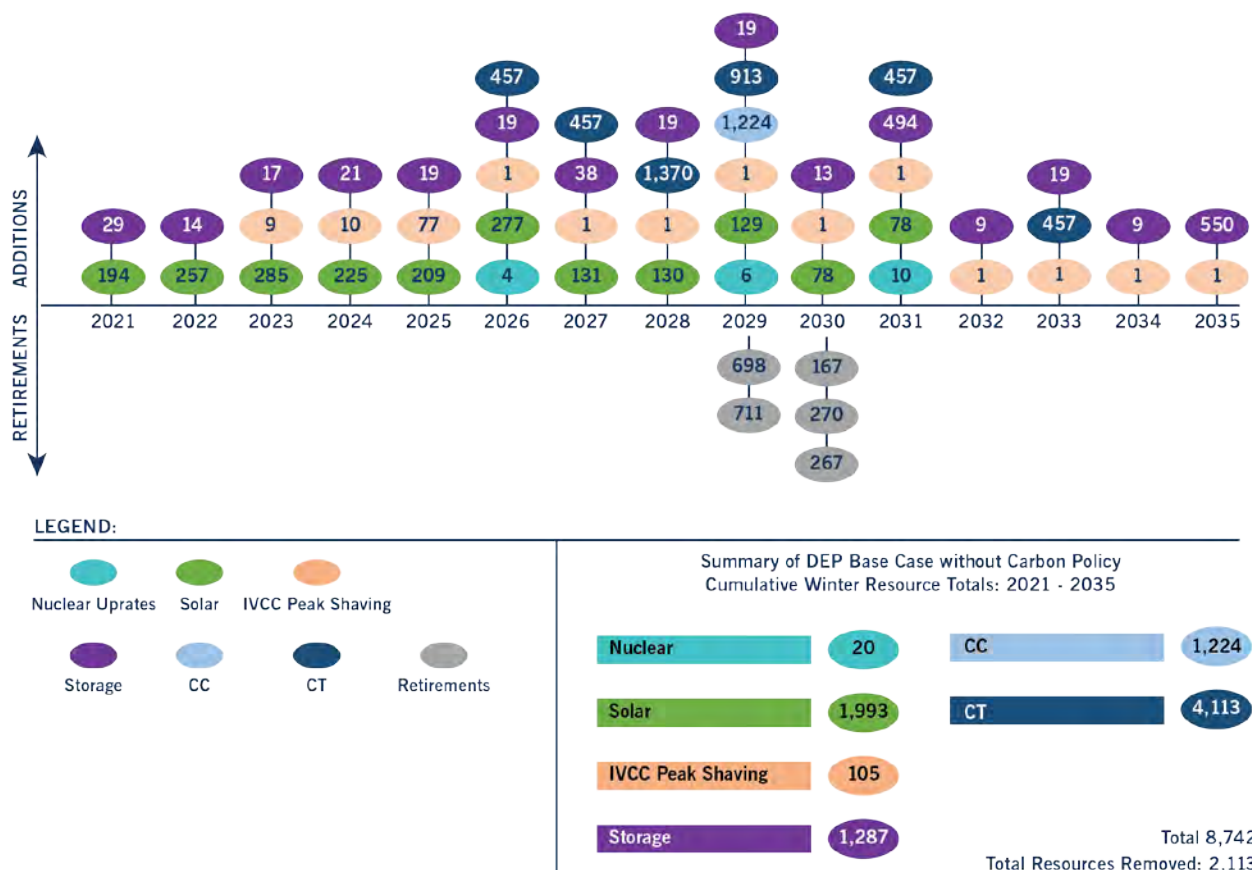 19
457 913 457
19 457 19 1,224 494
17 21 19 1 38 1,370 1 13 1 19
29 14 9 10 77 277 1 1 129 1 78 9 457 9 550
194 257 285 225 209 4 131 130 6 78 10 1 1 1 1
ADDITIONS
2021 2022 2023 2024 2025 2026 2027 2028 2029 2030 2031 2032 2033 2034 2035
RETIREMENTS
698 167
711 270
267
LEGEND:
Nuclear Uprates Solar IVCC Peak Shaving
Storage CC CT Retirements
Summary of DEP Base Case without Carbon Policy
Cumulative Winter Resource Totals: 2021 - 2035
Nuclear 20 CC 1,224
Solar 1,993 CT 4,113
IVCC Peak Shaving 105
Storage 1,287
Total 8,742
Total Resources Removed: 2,113